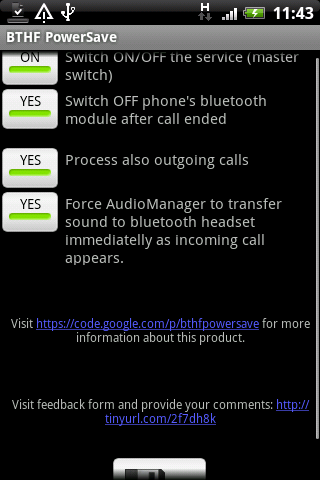 H
11:43
BTHF PowerSave
ON
Switch ON/OFF the service (master
switch)
YES
Switch OFF phone's bluetooth
module after call ended
YES
Process also outgoing calls
YES
Force AudioManager to transfer
sound to bluetooth headset
immediatelly as incoming call
appears.
Visit https://code.google.com/p/bthfpowersave for more
information about this product.
Visit feedback form and provide your comments: http://
tinyurl.com/2f7dh8k